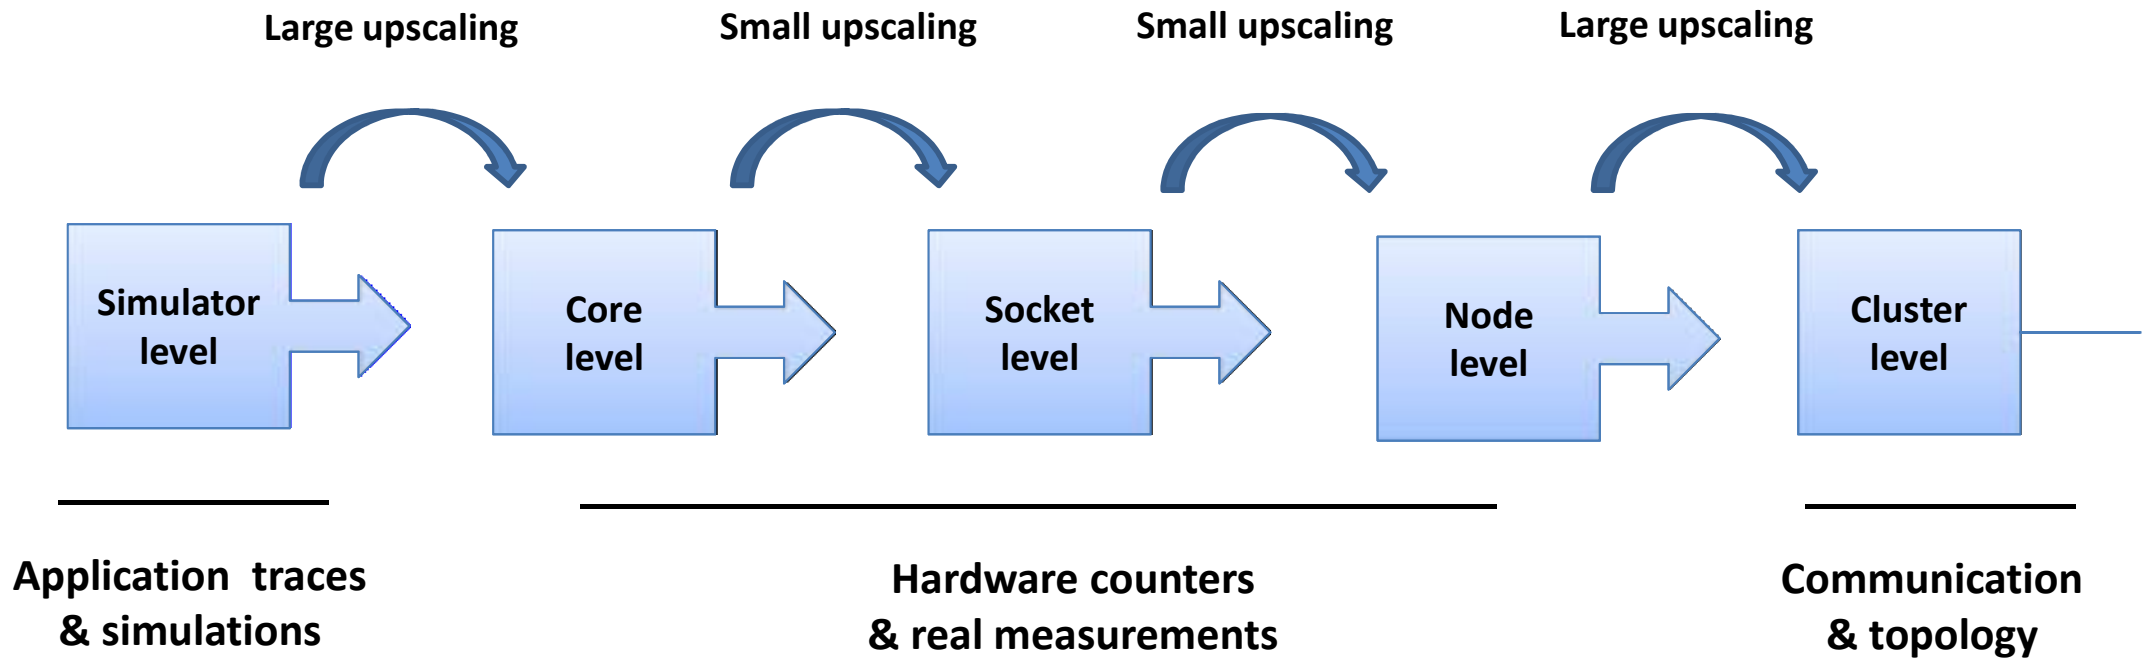 Large upscaling
Small upscaling
Small upscaling
Large upscaling
Simulator
level
Core
level
Socket
level
Node
level
Cluster
level
Application traces
& simulations
Hardware counters
& real measurements
Communication
& topology